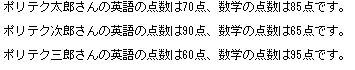 ポリテク太郎さんの英語の点数は70点、数学の点数は85点です。
ポリテク次郎さんの英語の点数は90点、数学の点数は65点です。
ポリテク三郎さんの英語の点数は60点、数学の点数は95点です。